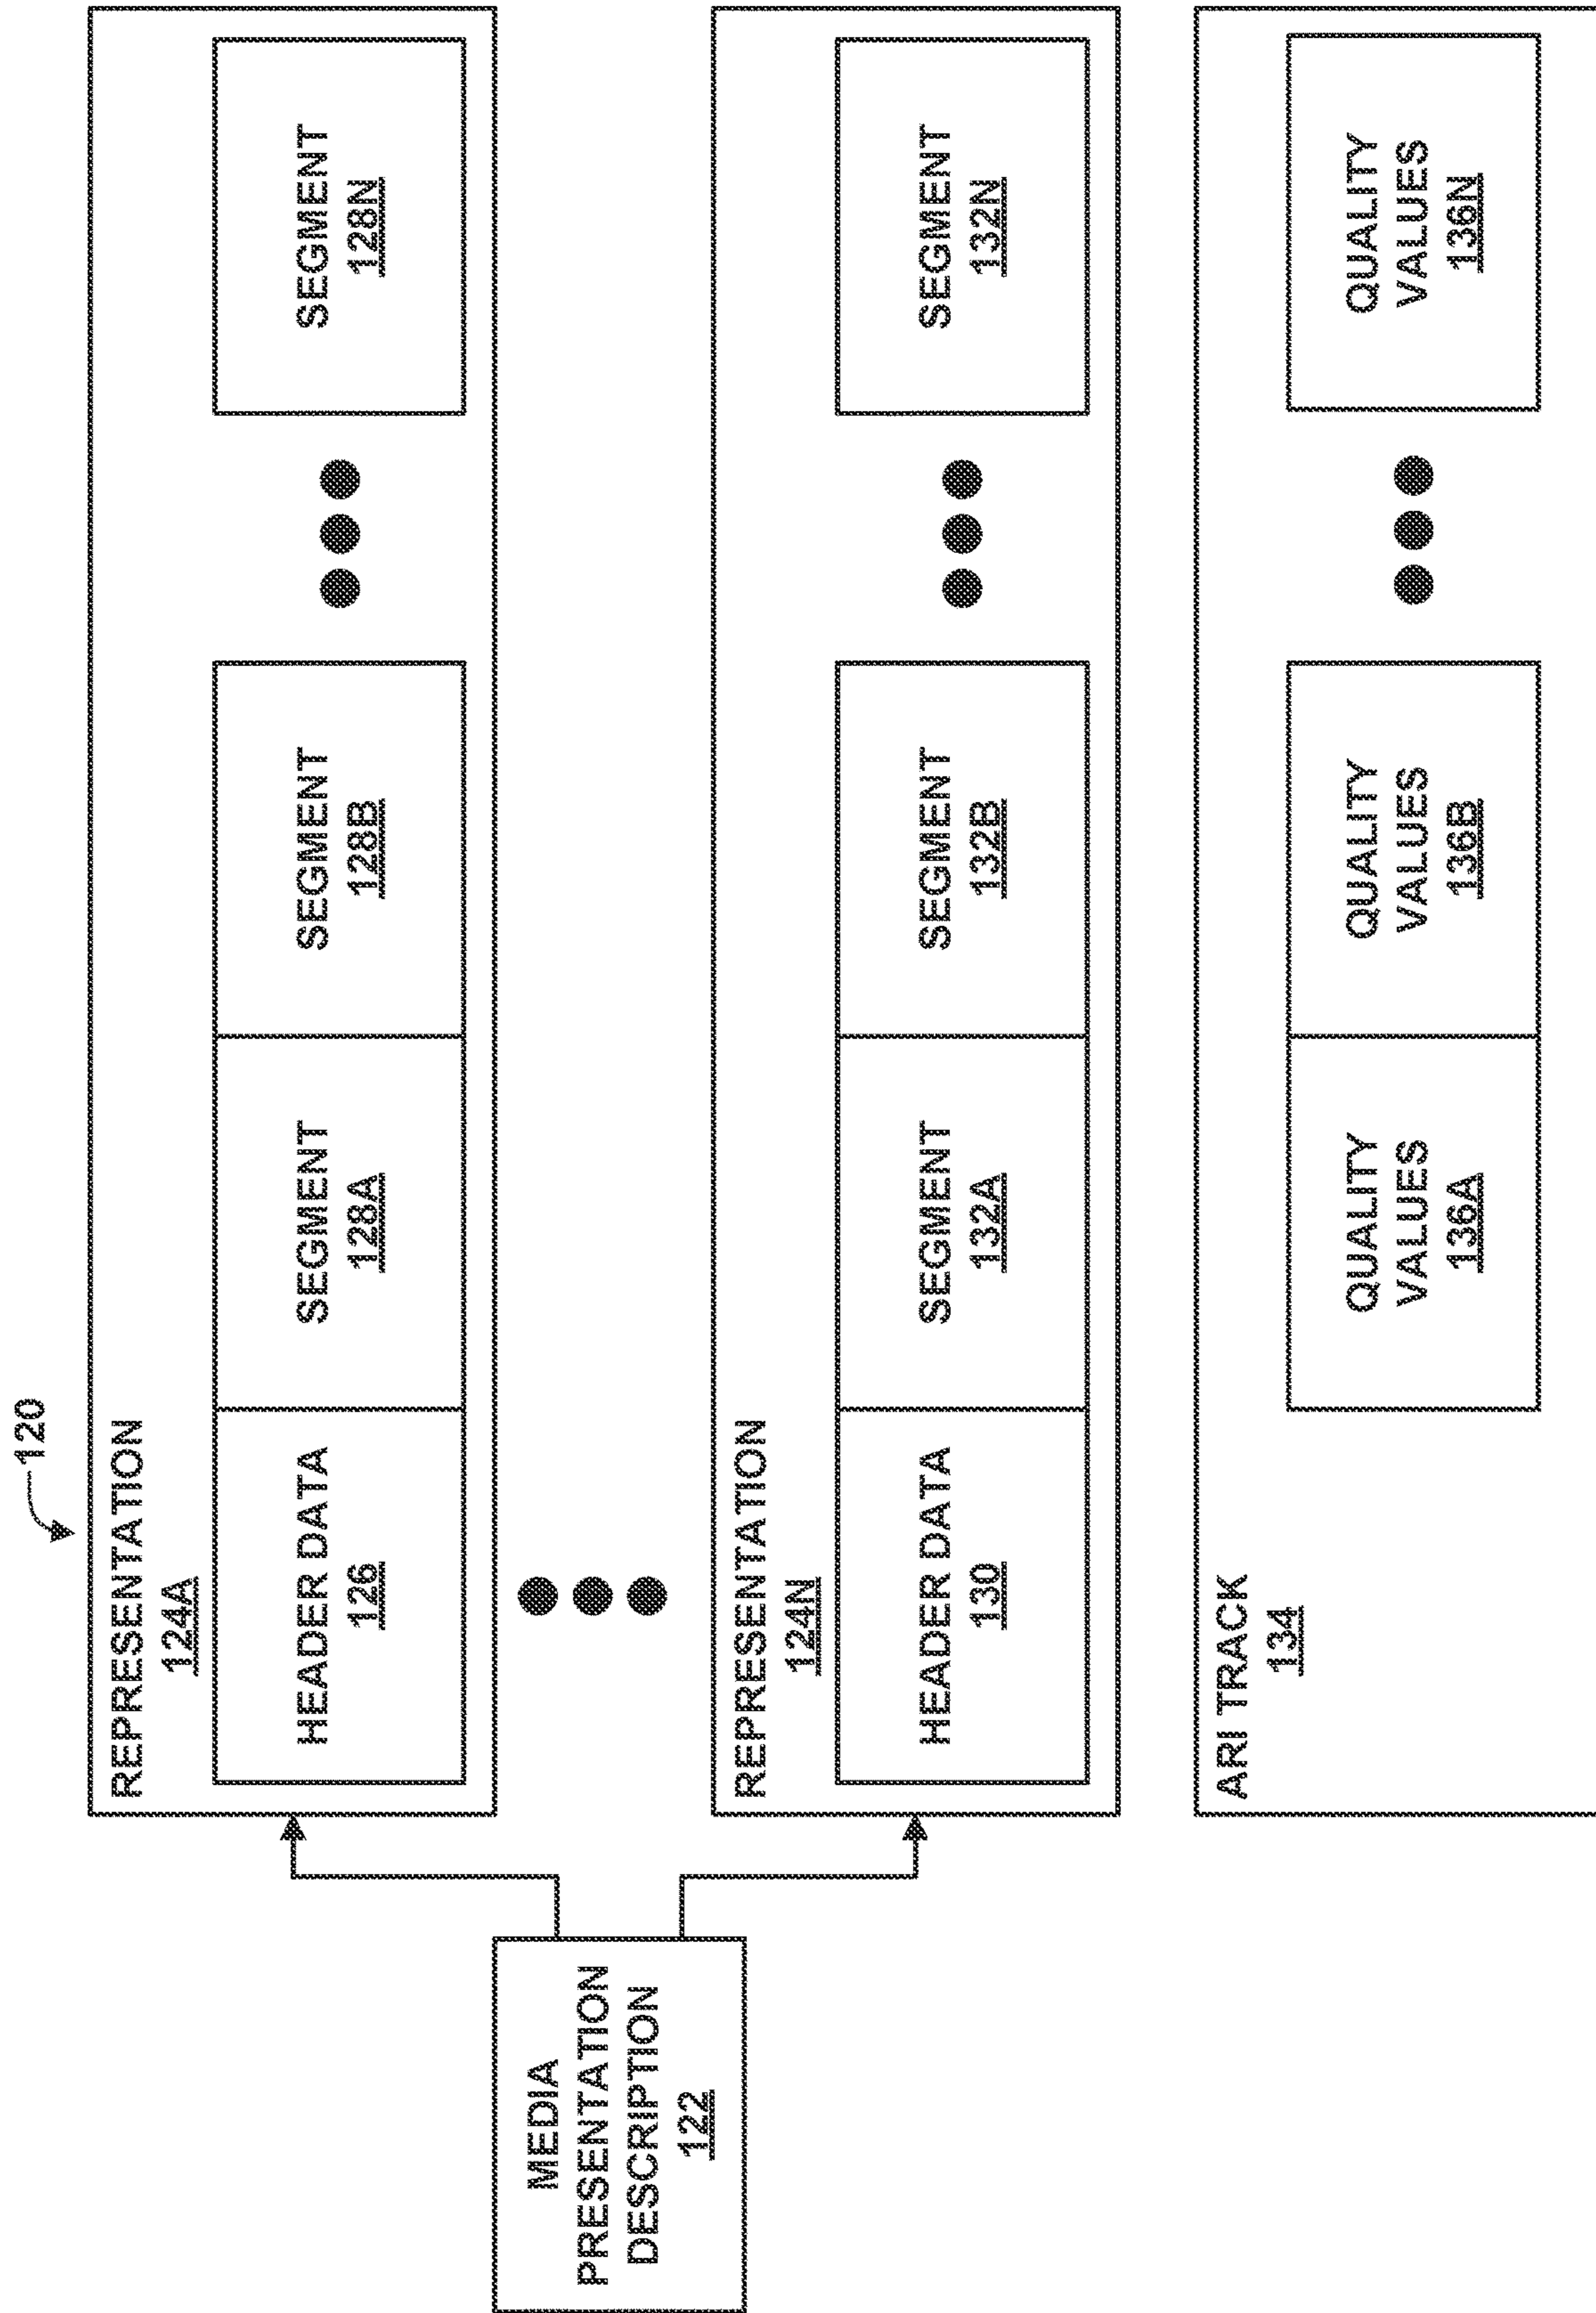 120
MEDIA
PRESENTATION
DESCRIPTION
122
REPRESENTATION
124A
HEADER DATA
126
SEGMENT
128A
SEGMENT
128B
SEGMENT
128N
REPRESENTATION
124N
HEADER DATA
130
SEGMENT
132A
SEGMENT
132B
SEGMENT
132N
ARI TRACK
134
QUALITY
VALUES
136A
QUALITY
VALUES
136B
QUALITY
VALUES
136N